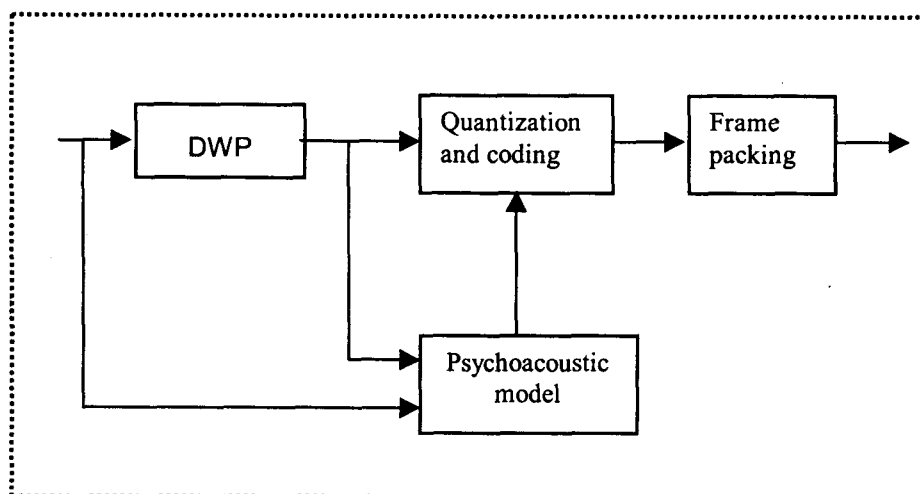 DWP
Quantization
and coding
Frame
packing
Psychoacoustic
model